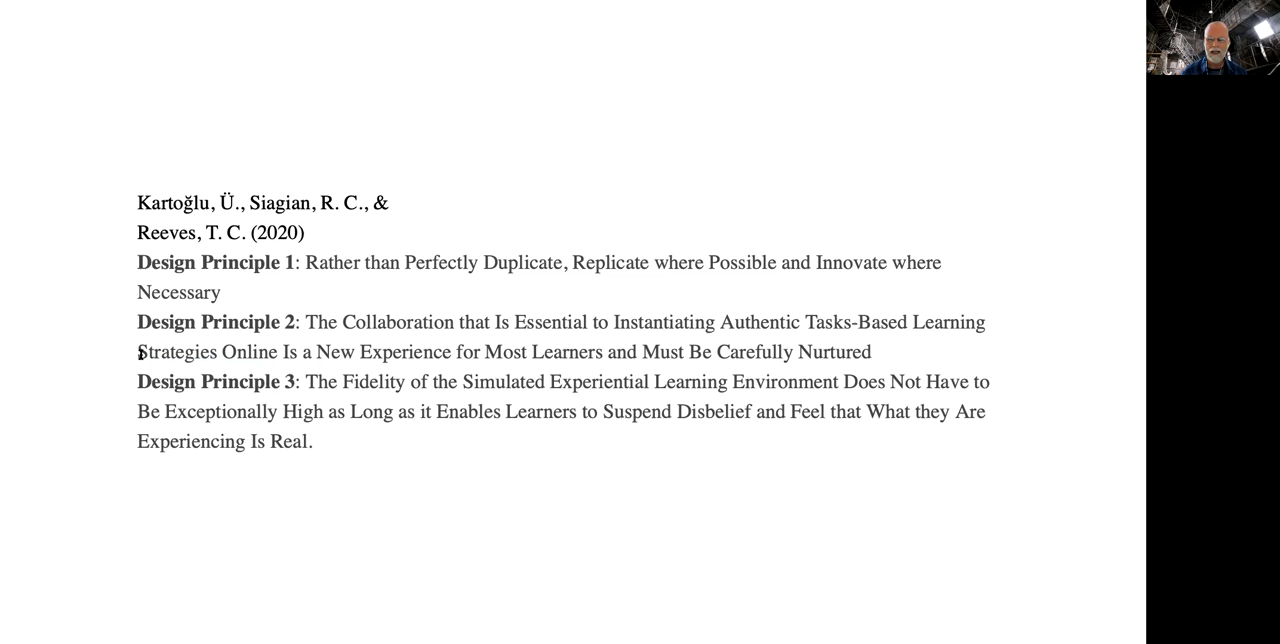 Kartoğlu, Ü., Siagian, R. C., &
Reeves, T. C. (2020)
Design Principle 1: Rather than Perfectly Duplicate, Replicate where Possible and Innovate where
Necessary
Design Principle 2: The Collaboration that Is Essential to Instantiating Authentic Tasks-Based Learning
Strategies Online Is a New Experience for Most Learners and Must Be Carefully Nurtured
Design Principle 3: The Fidelity of the Simulated Experiential Learning Environment Does Not Have to
Be Exceptionally High as Long as it Enables Learners to Suspend Disbelief and Feel that What they Are
Experiencing Is Real.